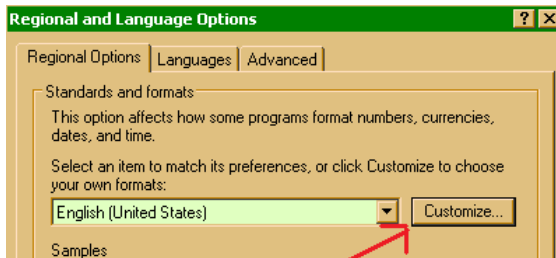 Regional and Language Options
Regional Options Languages Advanced
Standards and formats
This option affects how some programs format numbers, currencies,
dates, and time.
Select an item to match its preferences, or click Customize to choose
your own formats:
English (United States) Customize...
Samples